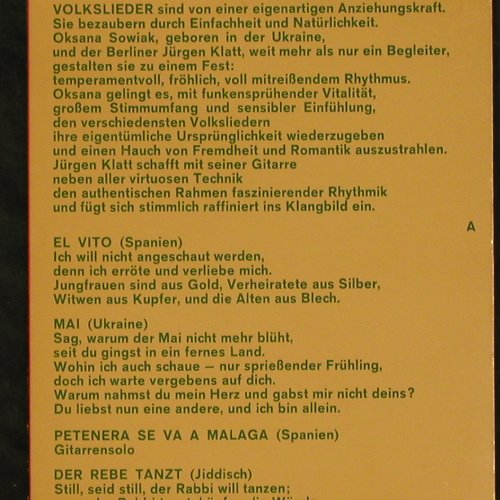 VOLKSLIEDER sind von einer eigenartigen Anziehungskraft.
Sie bezaubern durch Einfachheit und Natürlichkeit.
Oksana Sowiak, geboren in der Ukraine,
und der Berliner Jürgen Klatt, weit mehr als nur ein Begleiter,
gestalten sie zu einem Fest:
temperamentvoll, fröhlich, voll mitreißendem Rhythmus.
Oksana gelingt es, mit funkensprühender Vitalität,
großem Stimmumfang und sensibler Einfühlung,
den verschiedensten Volksliedern
ihre eigentümliche Ursprünglichkeit wiederzugeben
und einen Hauch von Fremdheit und Romantik auszustrahlen.
Jürgen Klatt schafft mit seiner Gitarre
neben aller virtuosen Technik
den authentischen Rahmen faszinierender Rhythmik
und fügt sich stimmlich raffiniert ins Klangbild ein.
A
EL VITO (Spanien)
Ich will nicht angeschaut werden,
denn ich erröte und verliebe mich.
Jungfrauen sind aus Gold, Verheiratete aus Silber,
Witwen aus Kupfer, und die Alten aus Blech.
MAI (Ukraine)
Sag, warum der Mai nicht mehr blüht,
seit du gingst in ein fernes Land.
Wohin ich auch schaue — nur sprießender Frühling,
doch ich warte vergebens auf dich.
Warum nahmst du mein Herz und gabst mir nicht deins?
Du liebst nun eine andere, und ich bin allein.
PETENERA SE VA A MALAGA (Spanien)
Gitarrensolo
DER REBE TANZT (Jiddisch)
Still, seid still, der Rabbi will tanzen;